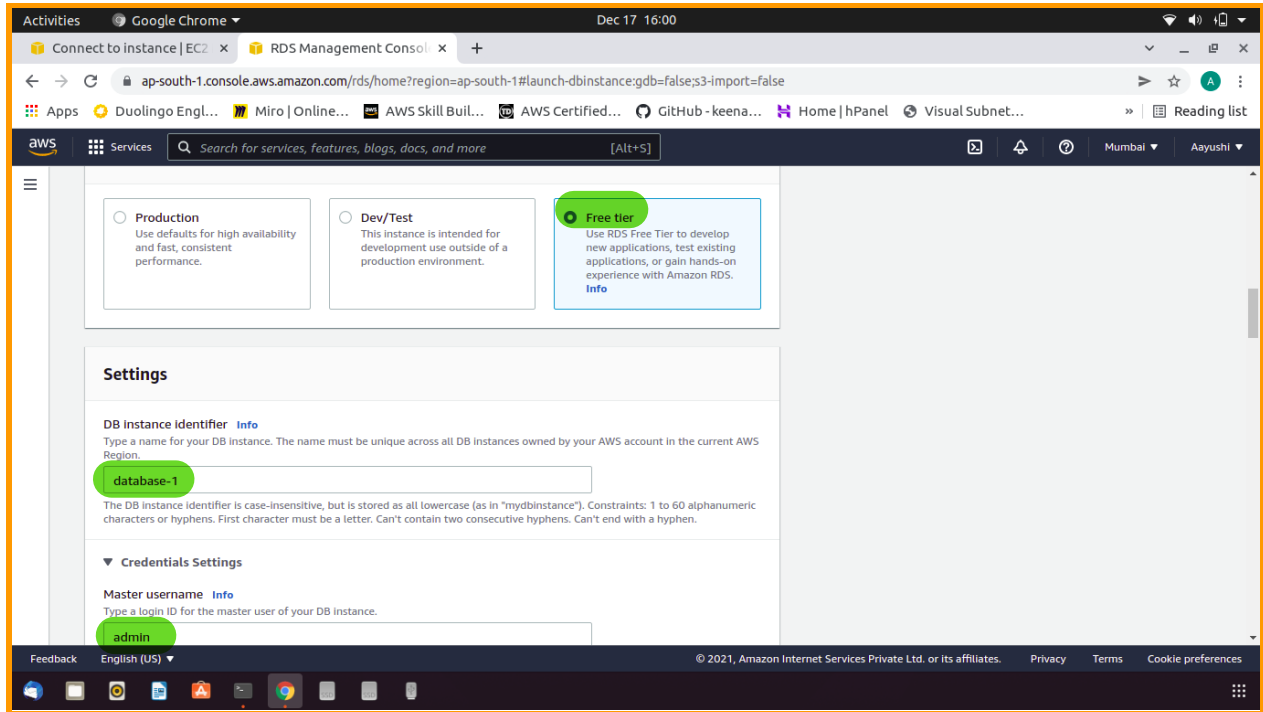 Activities Google Chrome ▾ Dec 17 16:00
Connect to instance | EC2 × RDS Management Consol × +
ap-south-1.console.aws.amazon.com/rds/home?region=ap-south-1#launch-dbinstance:gdb=false;s3-import=false A
Apps Duolingo Engl... Miro | Online... AWS Skill Buil... AWS Certified... GitHub - keena... Home | hPanel Visual Subnet... » Reading list
aws Services Search for services, features, blogs, docs, and more [Alt+S] Mumbai ▼ Aayushi ▼
Production
Use defaults for high availability
and fast, consistent
performance.
Dev/Test
This instance is intended for
development use outside of a
production environment.
Free tier
Use RDS Free Tier to develop
new applications, test existing
applications, or gain hands-on
experience with Amazon RDS.
Info
Settings
DB instance identifier Info
Type a name for your DB instance. The name must be unique across all DB instances owned by your AWS account in the current AWS
Region.
database-1
The DB instance identifier is case-insensitive, but is stored as all lowercase (as in "mydbinstance"). Constraints: 1 to 60 alphanumeric
characters or hyphens. First character must be a letter. Can't contain two consecutive hyphens. Can't end with a hyphen.
▼ Credentials Settings
Master username Info
Type a login ID for the master user of your DB instance.
admin
Feedback English (US) ▼ © 2021, Amazon Internet Services Private Ltd. or its affiliates. Privacy Terms Cookie preferences